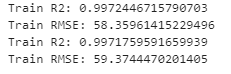 Train R2: 0.9972446715790703
Train RMSE: 58.35961415229496
Train R2: 0.9971759591659939
Train RMSE: 59.3744470201405